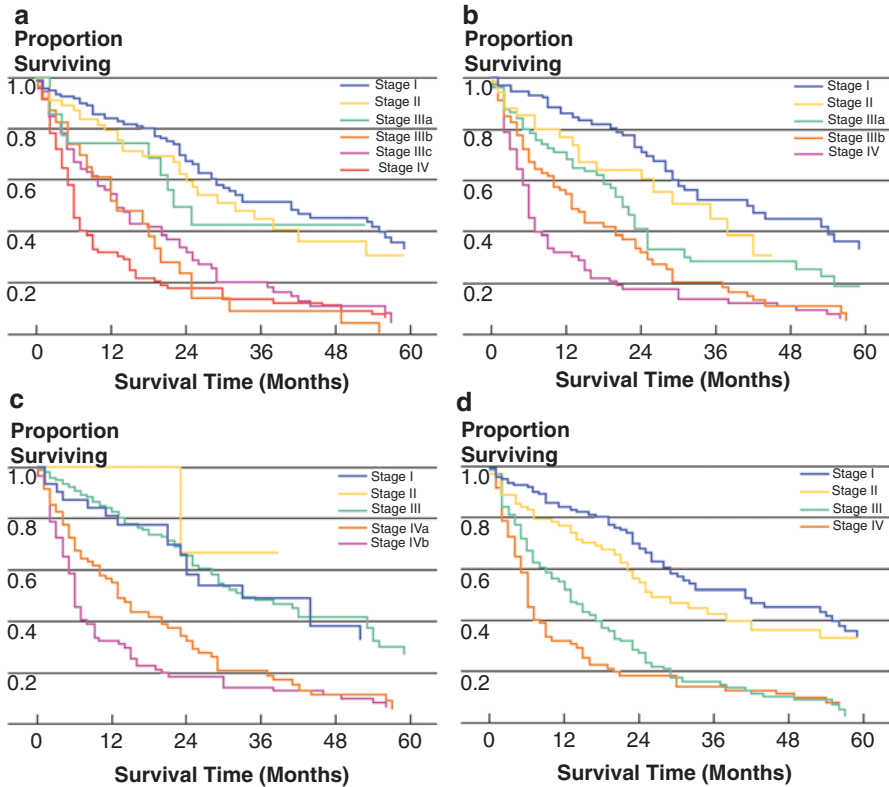 a
Proportion
Surviving
1.0
0.8
0.6
0.4
0.2
Stage I
Stage II
Stage IIIa
Stage IIIb
Stage IIIc
Stage IV
0 12 24 36 48 60
Survival Time (Months)
b
Proportion
Surviving
1.0
0.8
0.6
0.4
0.2
Stage I
Stage II
Stage IIIa
Stage IIIb
Stage IV
0 12 24 36 48 60
Survival Time (Months)
c
Proportion
Surviving
1.0
0.8
0.6
0.4
0.2
Stage I
Stage II
Stage III
Stage IVa
Stage IVb
0 12 24 36 48 60
Survival Time (Months)
d
Proportion
Surviving
1.0
0.8
0.6
0.4
0.2
Stage I
Stage II
Stage III
Stage IV
0 12 24 36 48 60
Survival Time (Months)